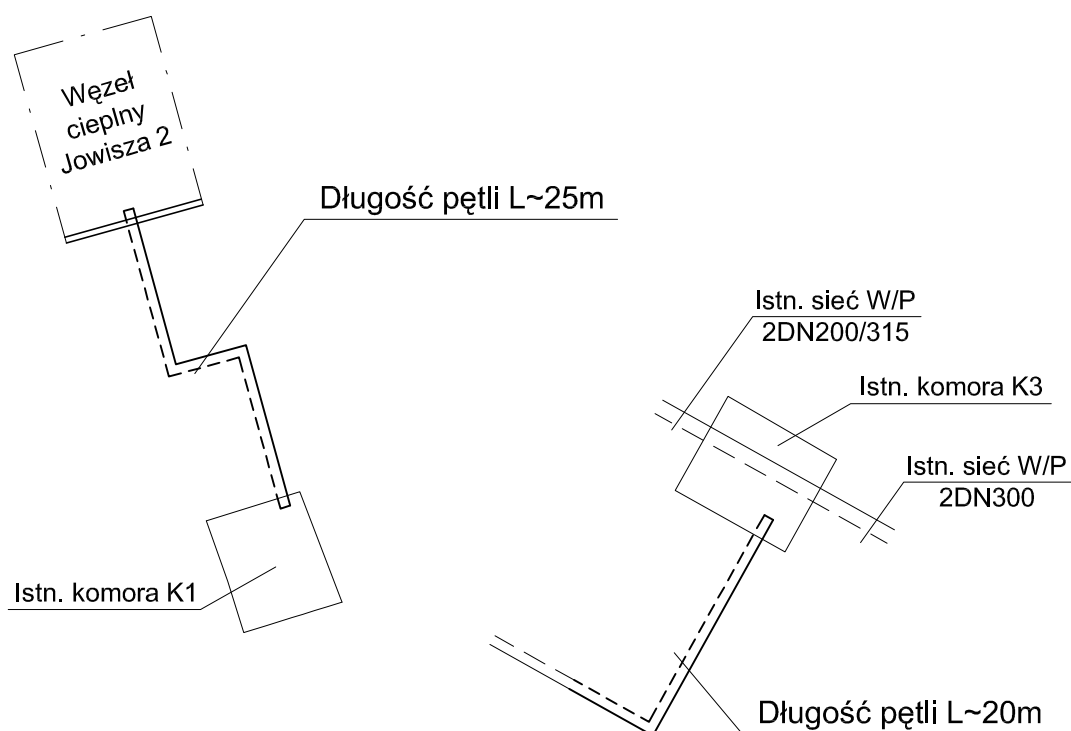 Węzeł
cieplny
Jowisza 2
Długość pętli L~25m
Istn. sieć W/P
2DN200/315
Istn. komora K3
Istn. sieć W/P
2DN300
Istn. komora K1
Długość pętli L~20m